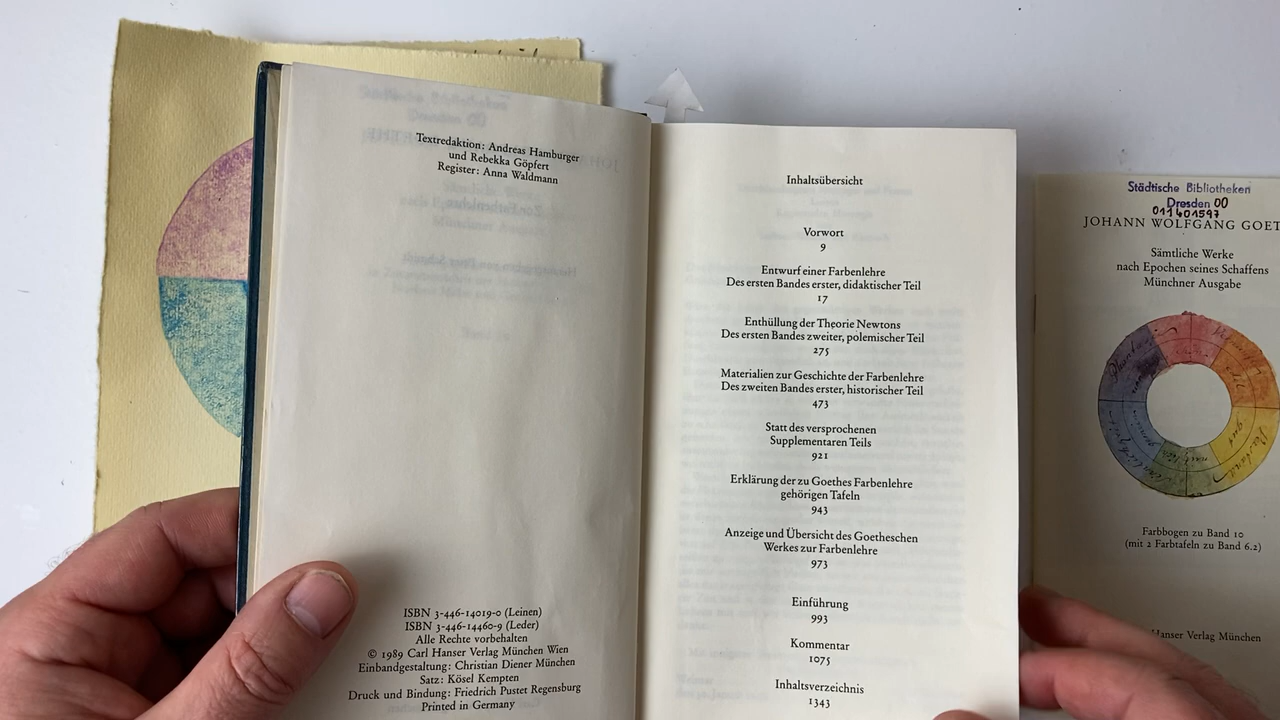 Textredaktion: Andreas Hamburger
und Rebekka Göpfert
Register: Anna Waldmann
ISBN 3-446-14019-0 (Leinen)
ISBN 3-446-14460-9 (Leder)
Alle Rechte vorbehalten
© 1989 Carl Hanser Verlag München Wien
Einbandgestaltung: Christian Diener München
Satz: Kösel Kempten
Druck und Bindung: Friedrich Pustet Regensburg
Printed in Germany
Inhaltsübersicht
Vorwort
9
Entwurf einer Farbenlehre
Des ersten Bandes erster, didaktischer Teil
17
Enthüllung der Theorie Newtons
Des ersten Bandes zweiter, polemischer Teil
275
Materialien zur Geschichte der Farbenlehre
Des zweiten Bandes erster, historischer Teil
473
Statt des versprochenen
Supplementaren Teils
921
Erklärung der zu Goethes Farbenlehre
gehörigen Tafeln
943
Anzeige und Übersicht des Goetheschen
Werkes zur Farbenlehre
973
Einführung
993
Kommentar
1075
Inhaltsverzeichnis
1343
Städtische Bibliotheken
Dresden 00
011401597
JOHANN WOLFGANG GOET
Sämtliche Werke
nach Epochen seines Schaffens
Münchner Ausgabe
Farbbogen zu Band 10
(mit 2 Farbtafeln zu Band 6.2)
Hanser Verlag München